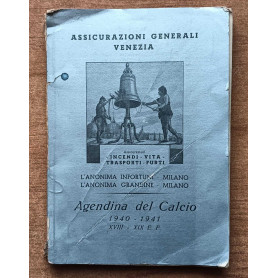 ASSICURAZIONI GENERALI
VENEZIA
INCENDI - VITA -
TRASPORTI - FURTI
L'ANONIMA INFORTUNI - MILANO
L'ANONIMA GRANDINE - MILANO
Agendina del Calcio
1940 - 1941
XVIII - XIX E. F.